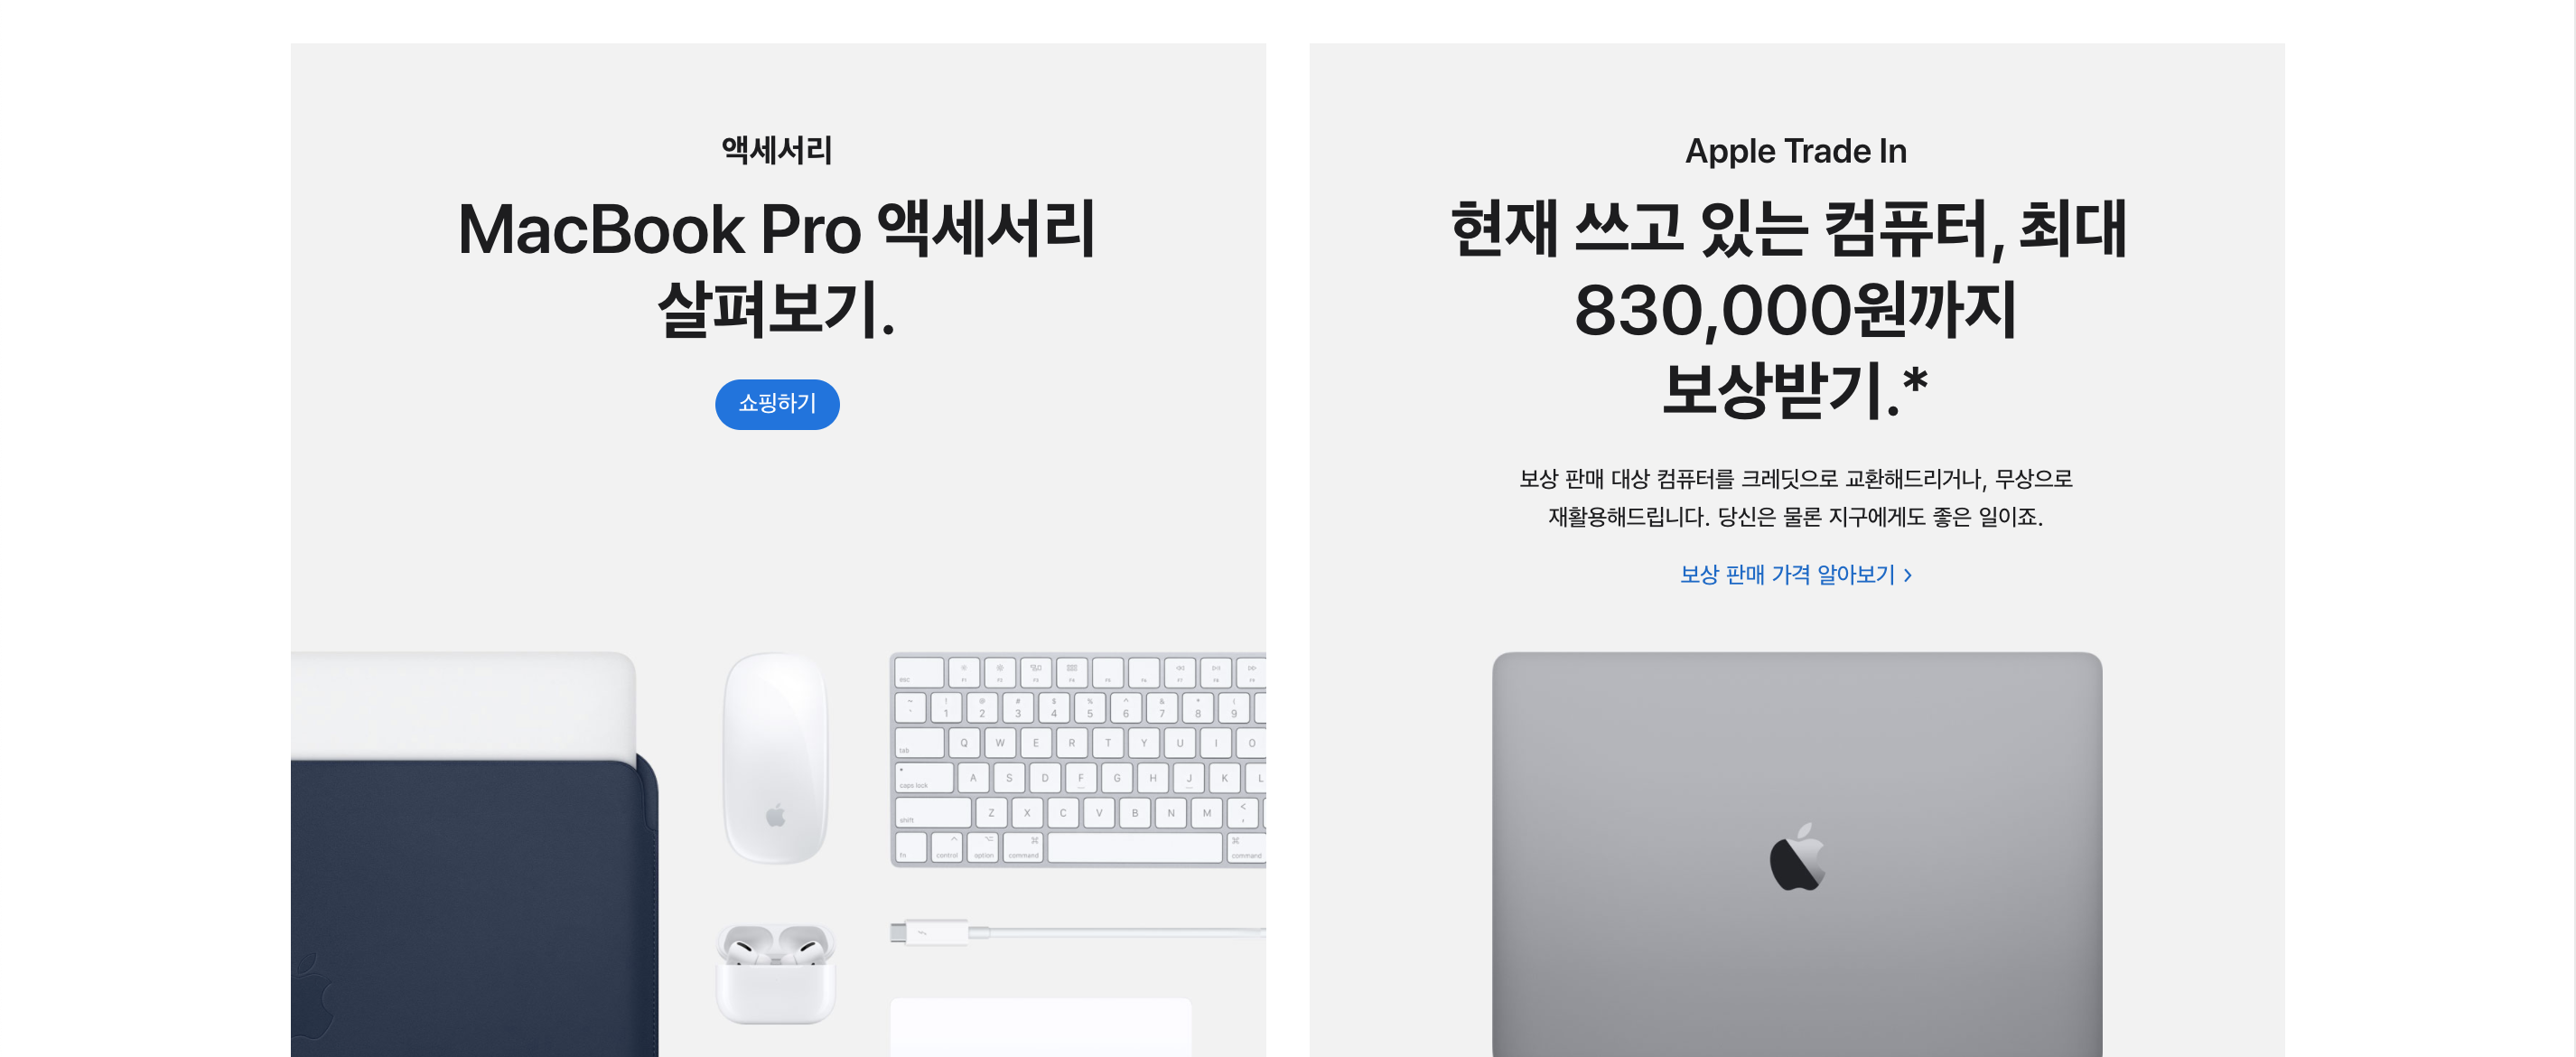 액세서리
MacBook Pro 액세서리
살펴보기.
쇼핑하기
esc F1 F2 F3 F4 F5 F6 F7 F8 F9
~ ` ! 1 @ 2 # 3 $ 4 % 5 ^ 6 & 7 * 8 ( 9
tab Q W E R T Y U I O
caps lock A S D F G H J K L
shift Z X C V B N M < ,
fn control option command command
Apple Trade In
현재 쓰고 있는 컴퓨터, 최대
830,000원까지
보상받기.*
보상 판매 대상 컴퓨터를 크레딧으로 교환해드리거나, 무상으로
재활용해드립니다. 당신은 물론 지구에게도 좋은 일이죠.
보상 판매 가격 알아보기 >